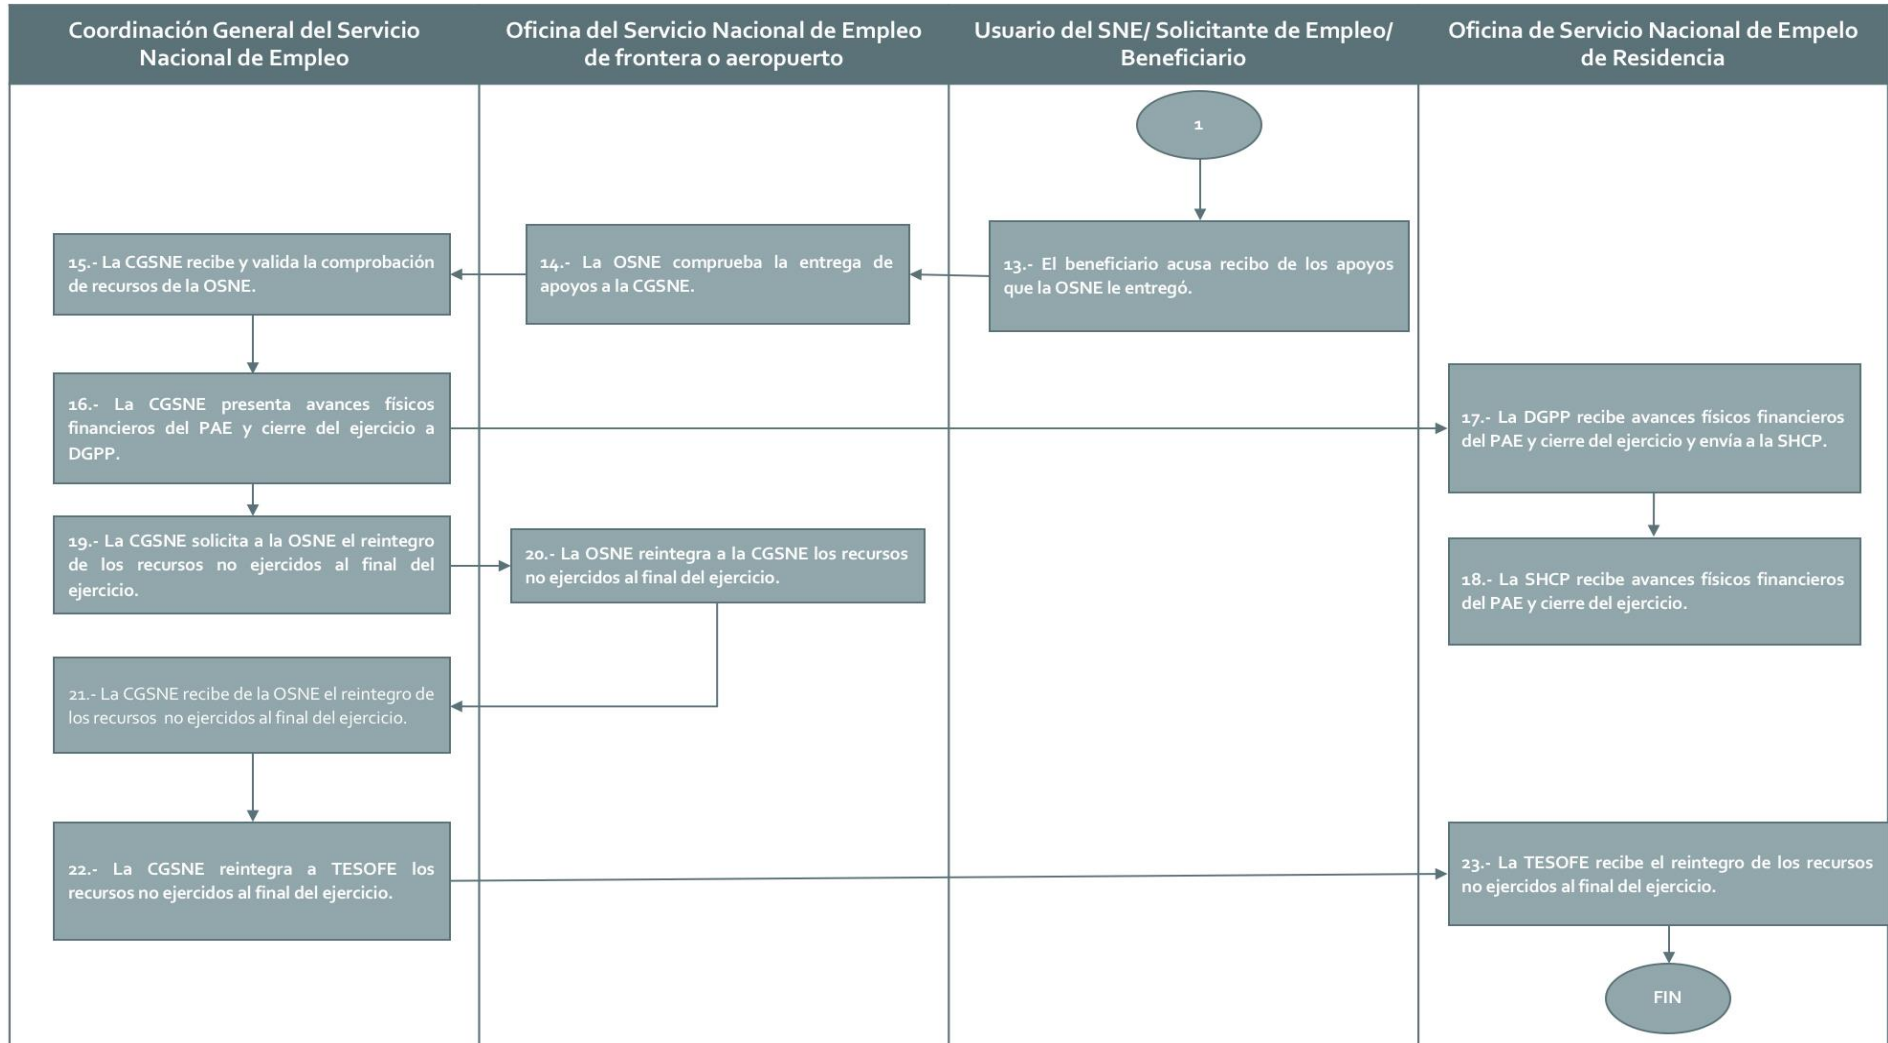 Coordinación General del Servicio
Nacional de Empleo
Oficina del Servicio Nacional de Empleo
de frontera o aeropuerto
Usuario del SNE/ Solicitante de Empleo/
Beneficiario
Oficina de Servicio Nacional de Empelo
de Residencia
1
15.- La CGSNE recibe y valida la comprobación
de recursos de la OSNE.
14.- La OSNE comprueba la entrega de
apoyos a la CGSNE.
13.- El beneficiario acusa recibo de los apoyos
que la OSNE le entregó.
16.- La CGSNE presenta avances físicos
financieros del PAE y cierre del ejercicio a
DGPP.
17.- La DGPP recibe avances físicos financieros
del PAE y cierre del ejercicio y envía a la SHCP.
19.- La CGSNE solicita a la OSNE el reintegro
de los recursos no ejercidos al final del
ejercicio.
20.- La OSNE reintegra a la CGSNE los recursos
no ejercidos al final del ejercicio.
18.- La SHCP recibe avances físicos financieros
del PAE y cierre del ejercicio.
21.- La CGSNE recibe de la OSNE el reintegro de
los recursos no ejercidos al final del ejercicio.
22.- La CGSNE reintegra a TESOFE los
recursos no ejercidos al final del ejercicio.
23.- La TESOFE recibe el reintegro de los recursos
no ejercidos al final del ejercicio.
FIN